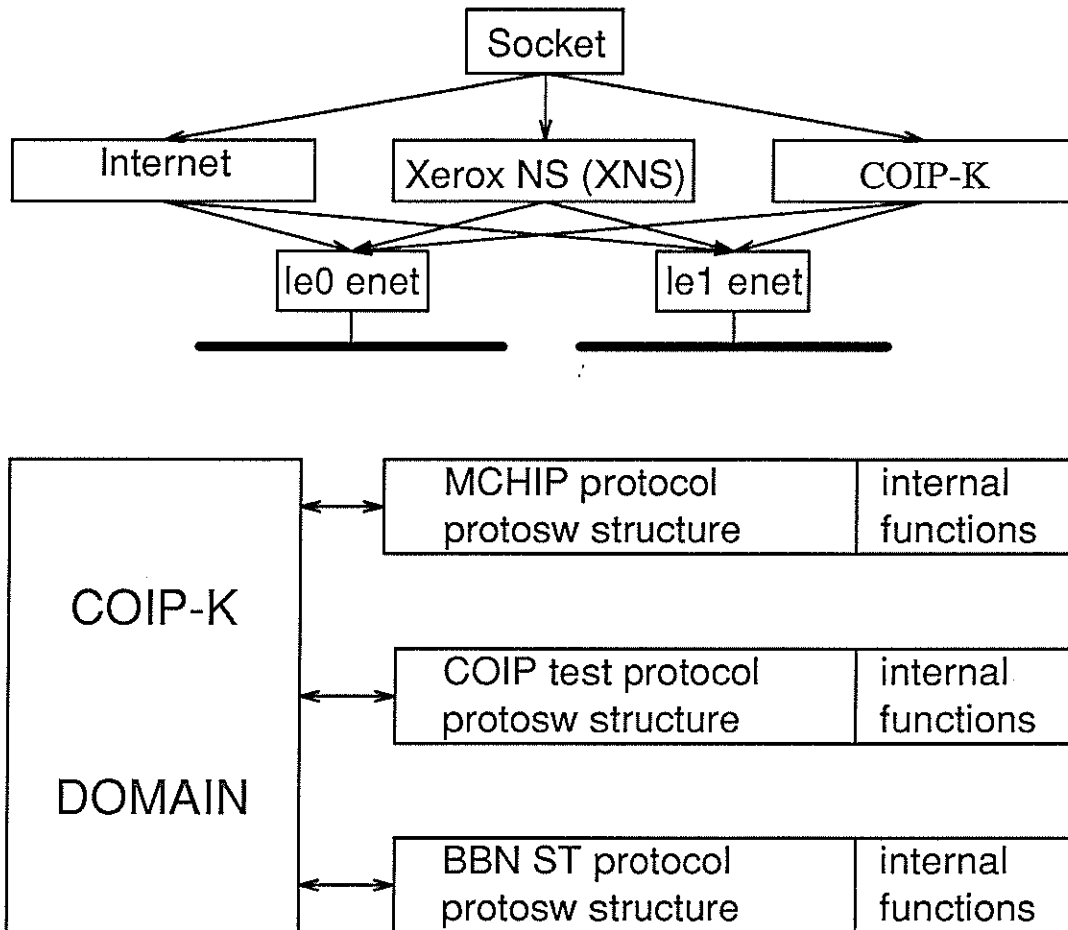 Socket
Internet
Xerox NS (XNS)
COIP-K
le0 enet
le1 enet
COIP-K
DOMAIN
MCHIP protocol
protosw structure
internal
functions
COIP test protocol
protosw structure
internal
functions
BBN ST protocol
protosw structure
internal
functions